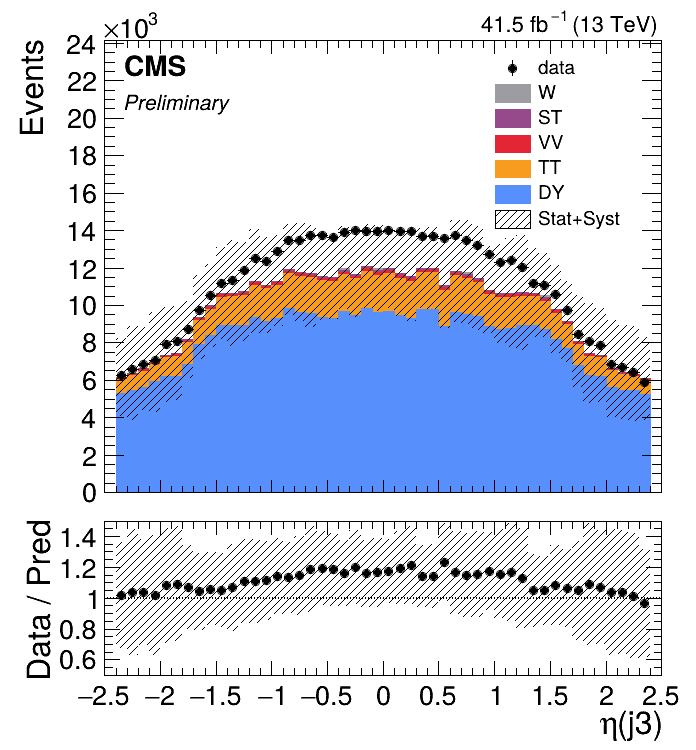 ×10³
41.5 fb⁻¹ (13 TeV)
CMS
Preliminary
Events
24
22
20
18
16
14
12
10
8
6
4
2
0
data
W
ST
VV
TT
DY
Stat+Syst
Data / Pred
1.4
1.2
1
0.8
0.6
−2.5 −2 −1.5 −1 −0.5 0 0.5 1 1.5 2 2.5
η(j3)